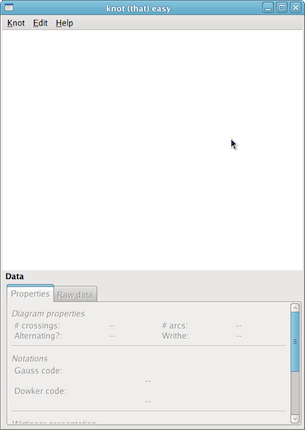 knot (that) easy
Knot Edit Help
Data
Properties Raw data
Diagram properties
# crossings: -- # arcs: --
Alternating?: -- Writhe: --
Notations
Gauss code:
--
Dowker code:
--